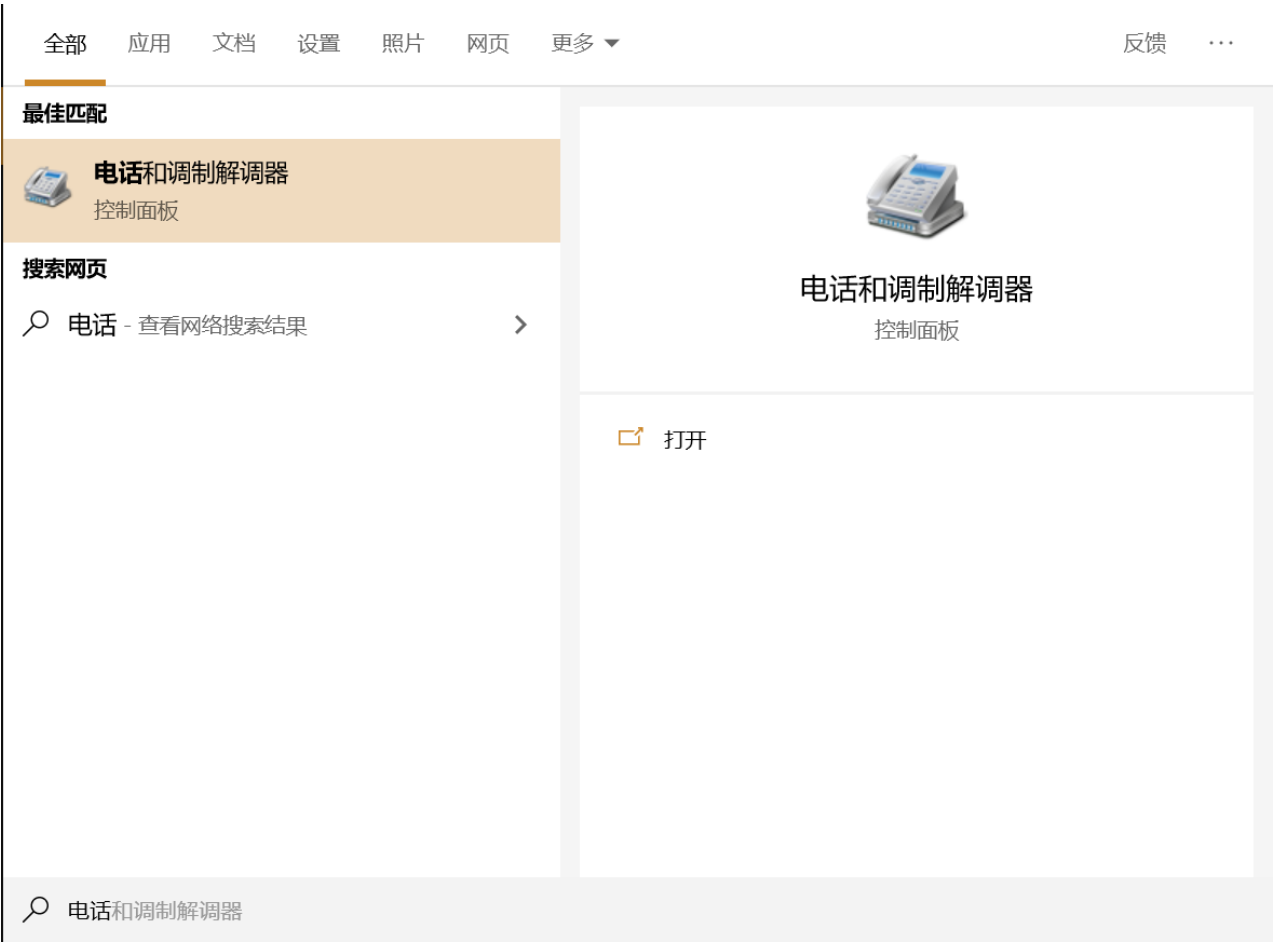 全部 应用 文档 设置 照片 网页 更多 反馈 ···
最佳匹配
电话和调制解调器
控制面板
搜索网页
电话 - 查看网络搜索结果
电话和调制解调器
控制面板
打开
电话和调制解调器